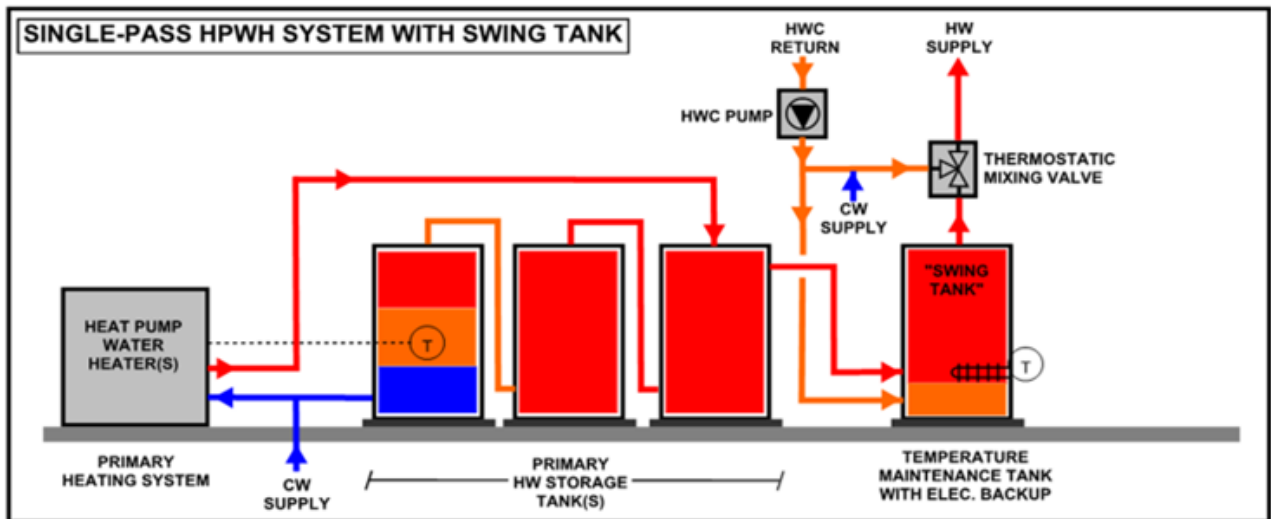 SINGLE-PASS HPWH SYSTEM WITH SWING TANK
HWC
RETURN
HW
SUPPLY
HWC PUMP
THERMOSTATIC
MIXING VALVE
CW
SUPPLY
"SWING
TANK"
HEAT PUMP
WATER
HEATER(S)
T
T
PRIMARY
HEATING SYSTEM
CW
SUPPLY
PRIMARY
HW STORAGE
TANK(S)
TEMPERATURE
MAINTENANCE TANK
WITH ELEC. BACKUP